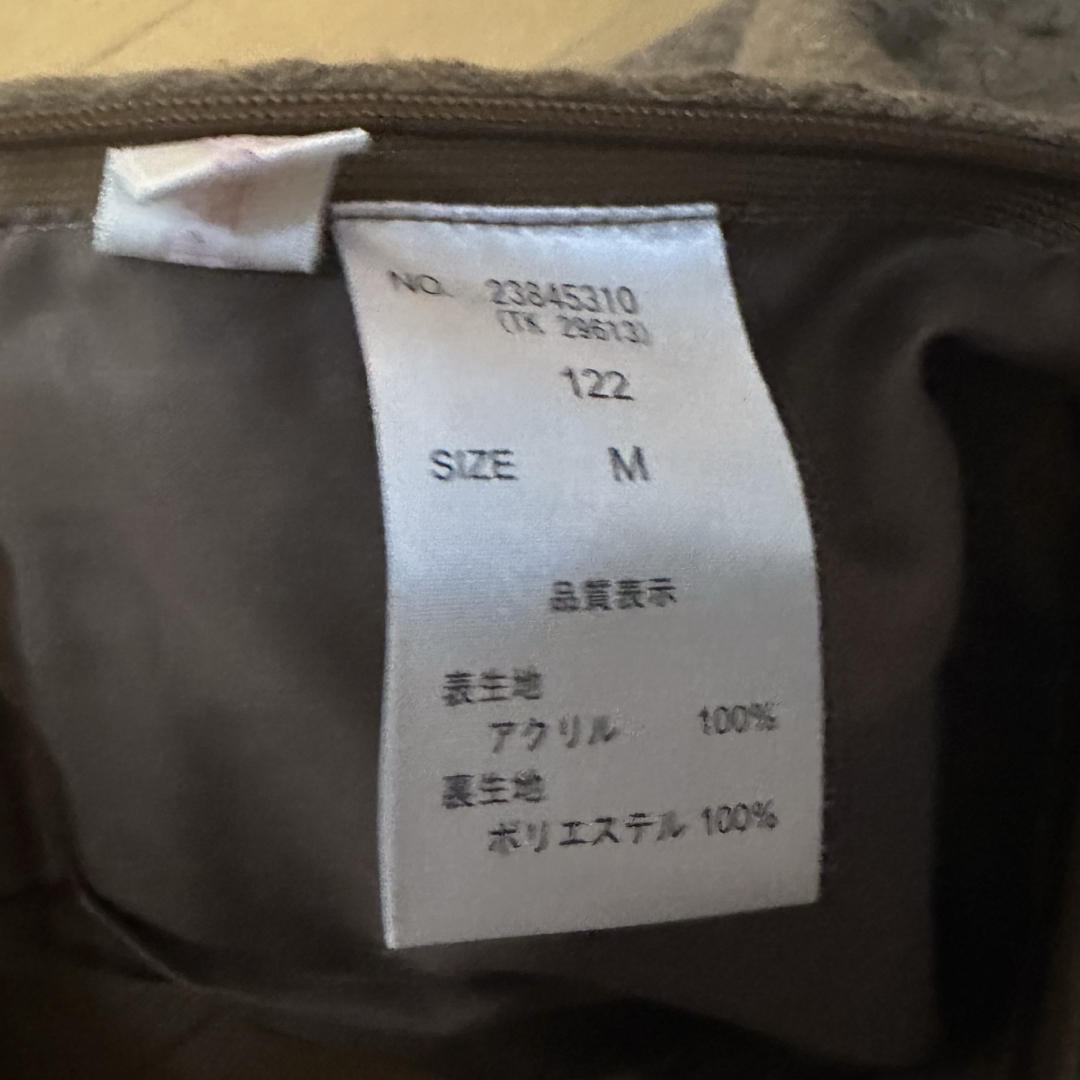 NO. 23845310
(TK 29613)
122
SIZE M
品質表示
表生地
アクリル 100%
裏生地
ポリエステル 100%